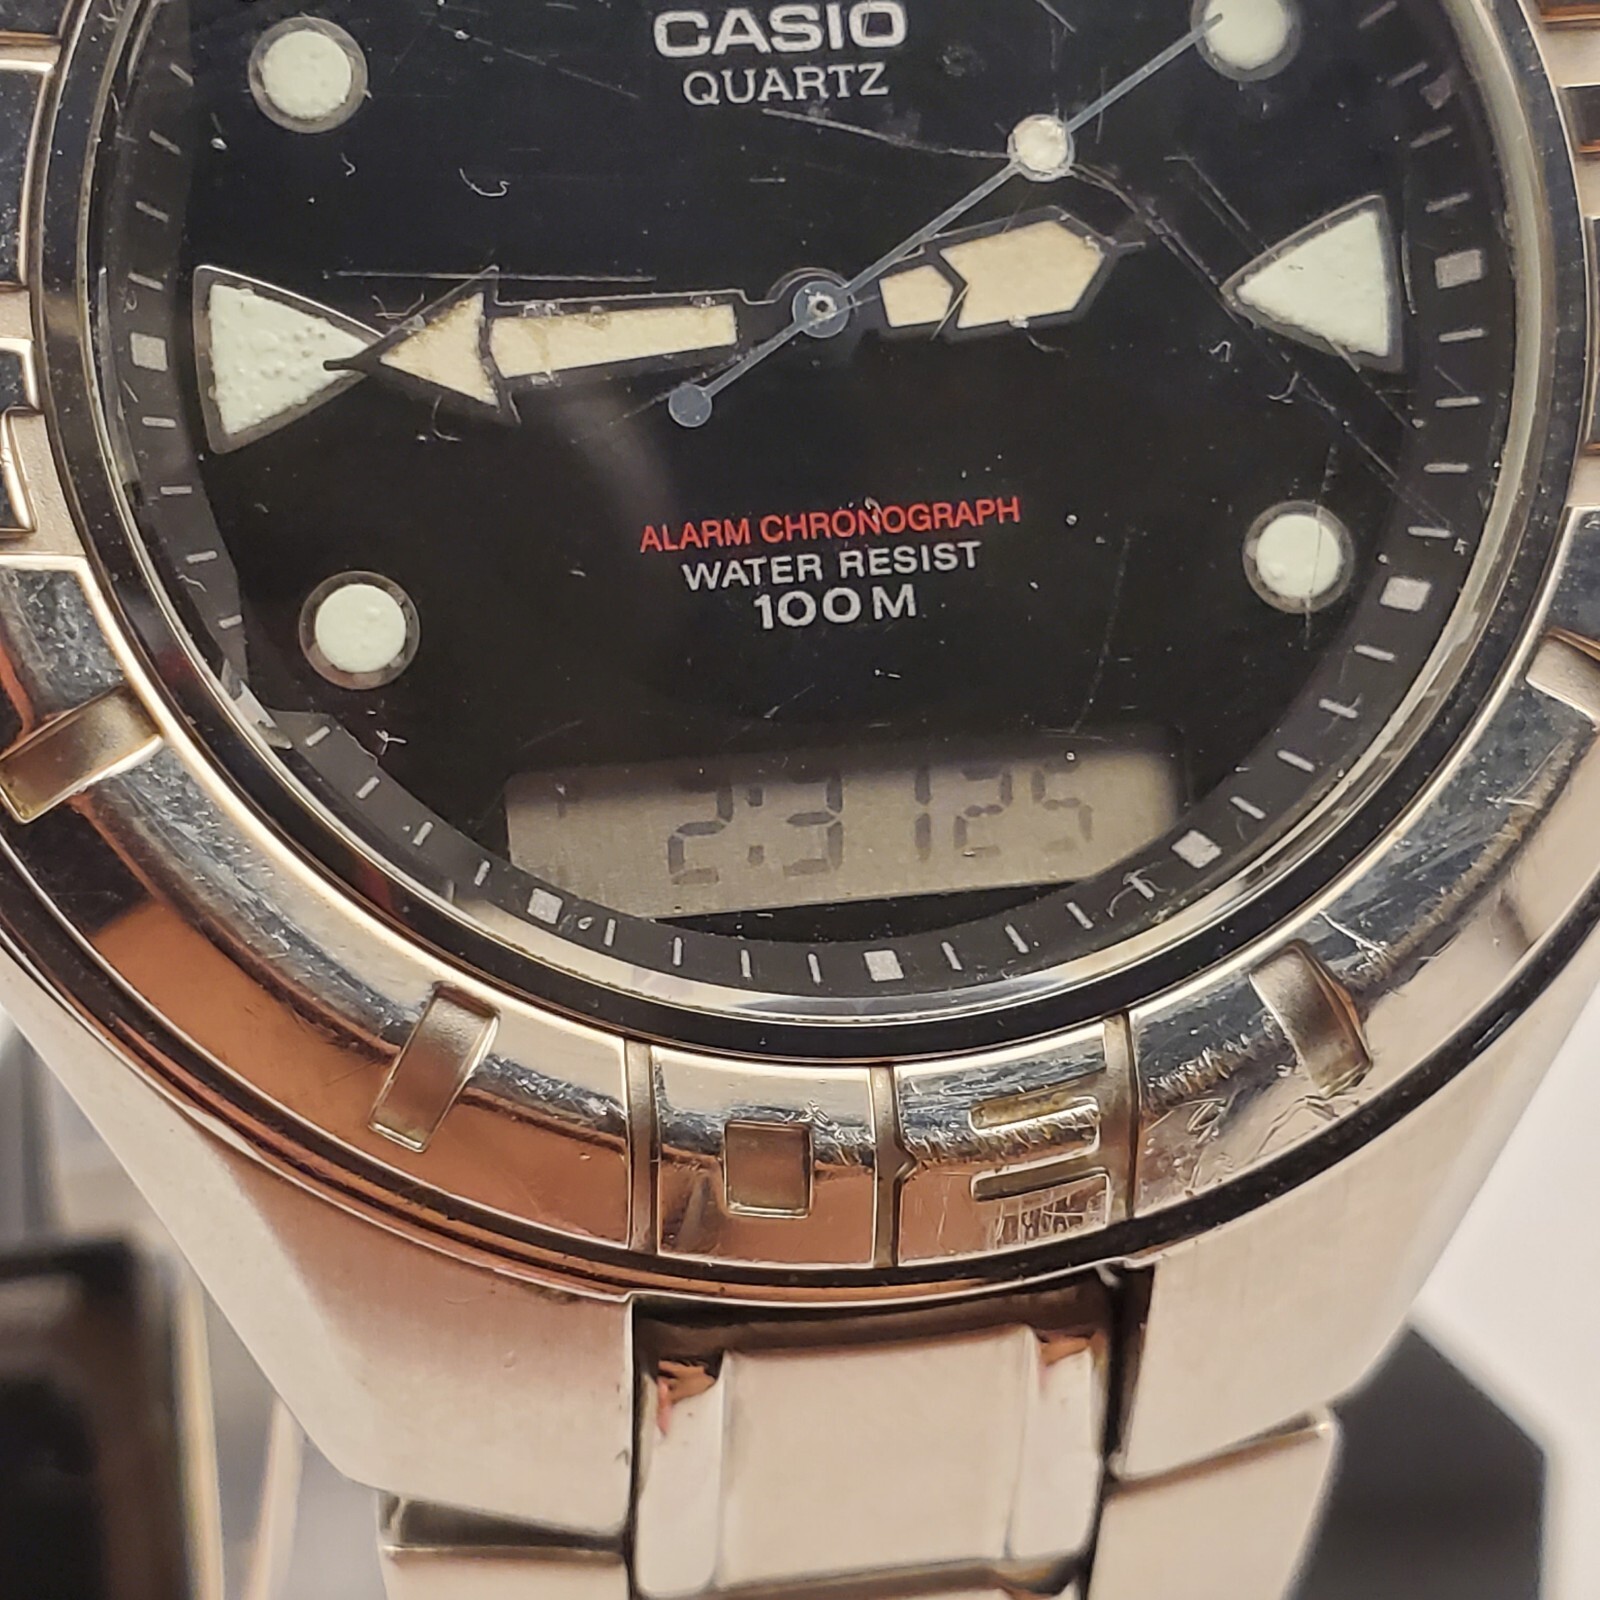 CASIO
QUARTZ
ALARM CHRONOGRAPH
WATER RESIST
100M
P 2:31 25